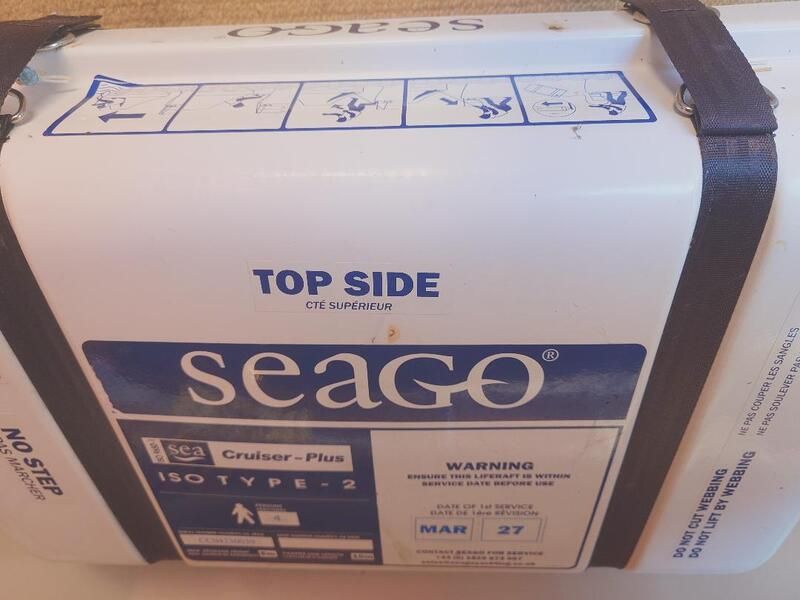 seaGO
TOP SIDE
CTÉ SUPÉRIEUR
seaGO®
sea
Cruiser-Plus
ISO TYPE-2
4
WARNING
ENSURE THIS LIFERAFT IS WITHIN
SERVICE DATE BEFORE USE
DATE OF 1st SERVICE
DATE DE 1ère RÉVISION
MAR 27
CONTACT SEAGO FOR SERVICE
NO STEP
PAS MARCHER
NE PAS COUPER LES SANGLES
NE PAS SOULEVER PAR
DO NOT CUT WEBBING
DO NOT LIFT BY WEBBING